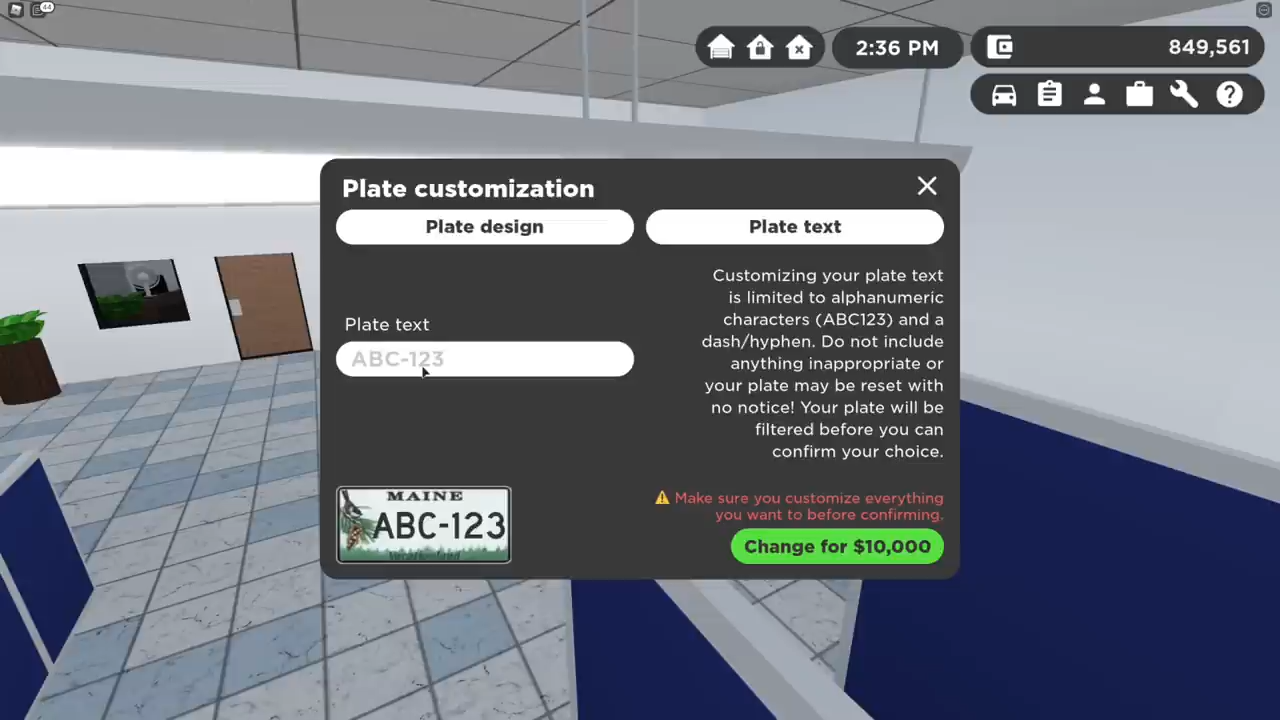 44
2:36 PM
849,561
Plate customization
Plate design
Plate text
Customizing your plate text
is limited to alphanumeric
characters (ABC123) and a
dash/hyphen. Do not include
anything inappropriate or
your plate may be reset with
no notice! Your plate will be
filtered before you can
confirm your choice.
Plate text
ABC-123
MAINE
ABC-123
Vacationland
⚠ Make sure you customize everything
you want to before confirming.
Change for $10,000